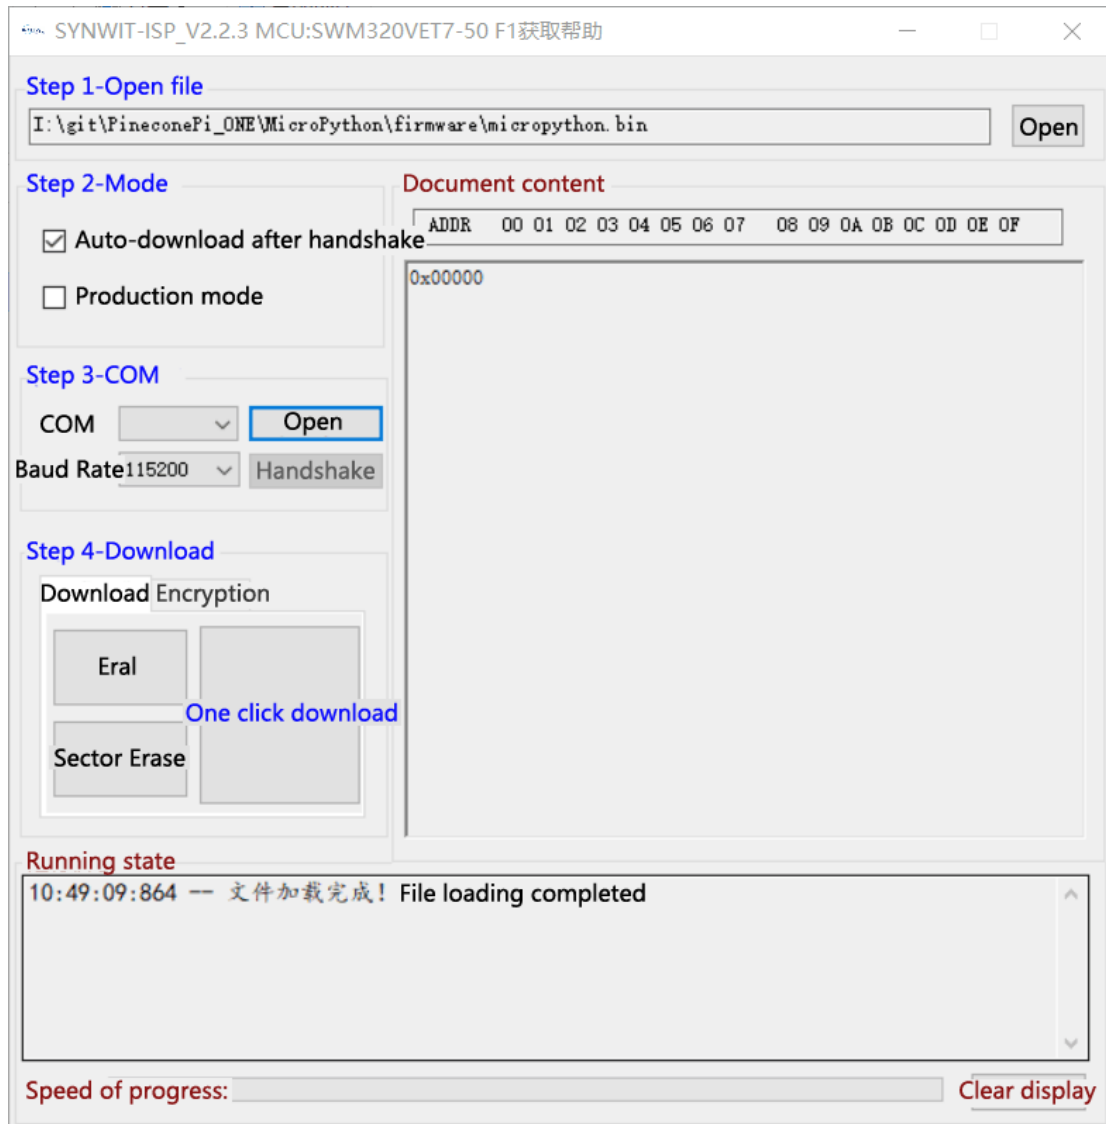 SYNWIT-ISP_V2.2.3 MCU:SWM320VET7-50 F1获取帮助
Step 1-Open file
I:\git\PineconePi_ONE\MicroPython\firmware\micropython.bin
Open
Step 2-Mode
Auto-download after handshake
Production mode
Document content
ADDR 00 01 02 03 04 05 06 07 08 09 0A 0B 0C 0D 0E 0F
0x00000
Step 3-COM
COM
Open
Baud Rate 115200
Handshake
Step 4-Download
Download Encryption
Eral
One click download
Sector Erase
Running state
10:49:09:864 -- 文件加载完成! File loading completed
Speed of progress:
Clear display